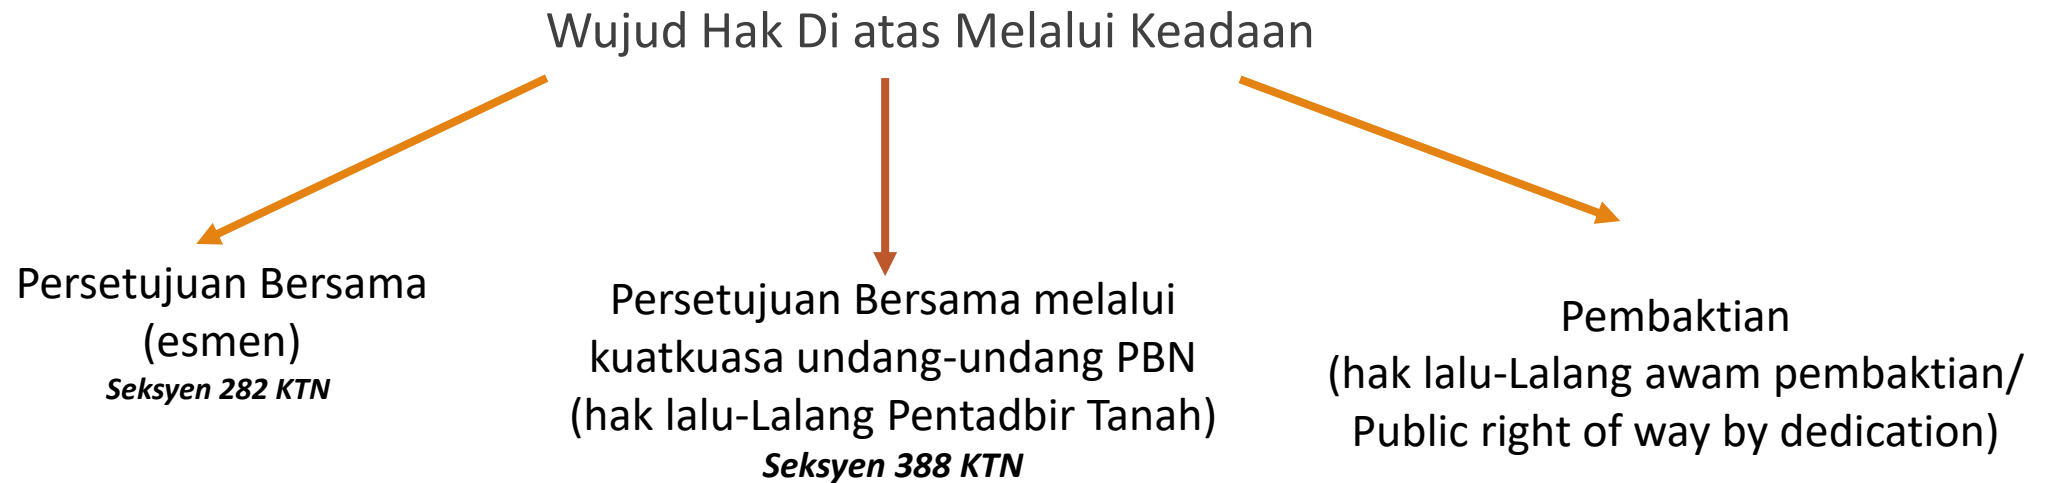 Wujud Hak Di atas Melalui Keadaan
Persetujuan Bersama
(esmen)
Seksyen 282 KTN
Persetujuan Bersama melalui
kuatkuasa undang-undang PBN
(hak lalu-Lalang Pentadbir Tanah)
Seksyen 388 KTN
Pembaktian
(hak lalu-Lalang awam pembaktian/
Public right of way by dedication)